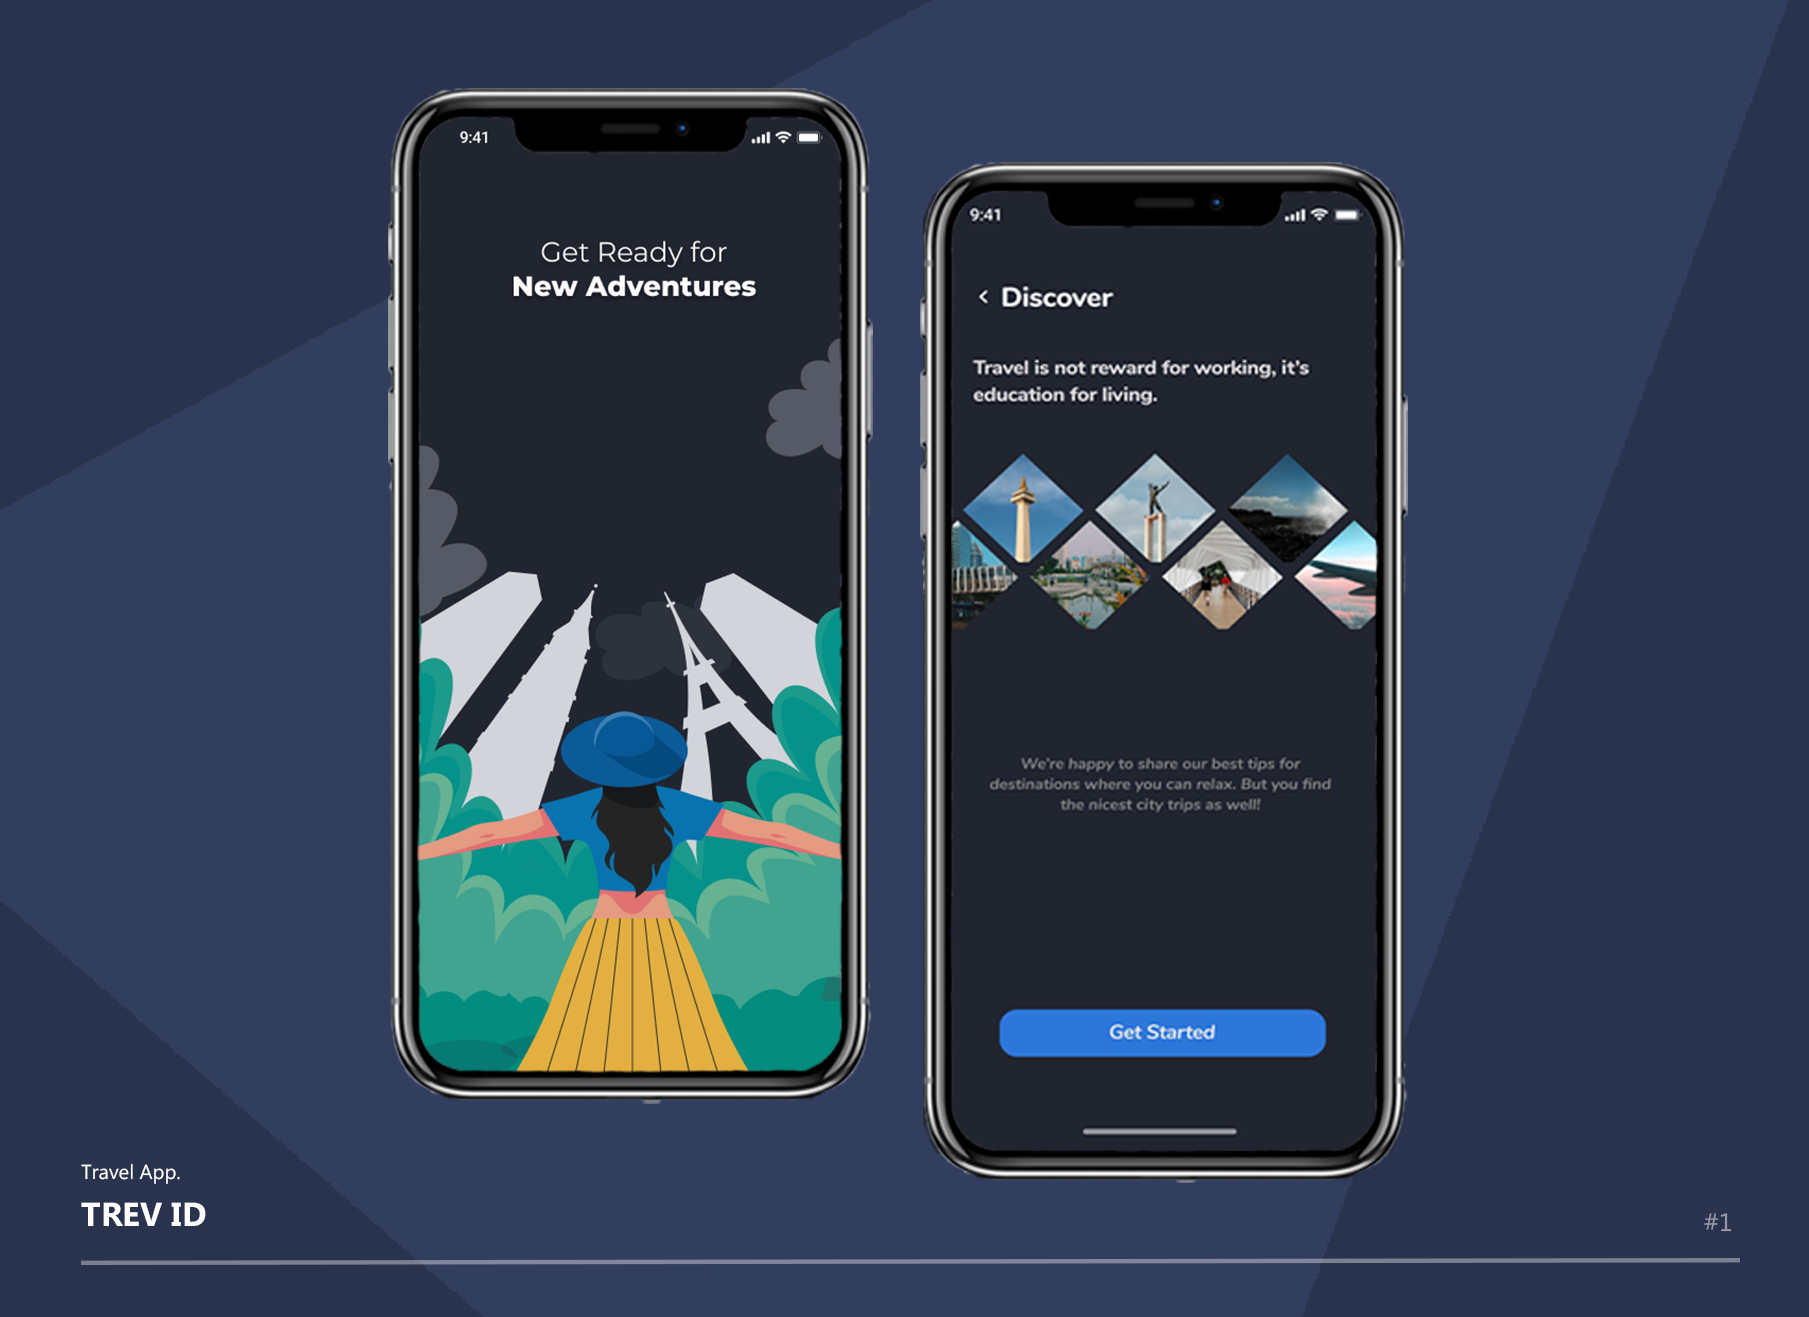 9:41
Get Ready for
New Adventures
9:41
Discover
Travel is not reward for working, it's
education for living.
We're happy to share our best tips for
destinations where you can relax. But you find
the nicest city trips as well!
Get Started
Travel App.
TREV ID
#1